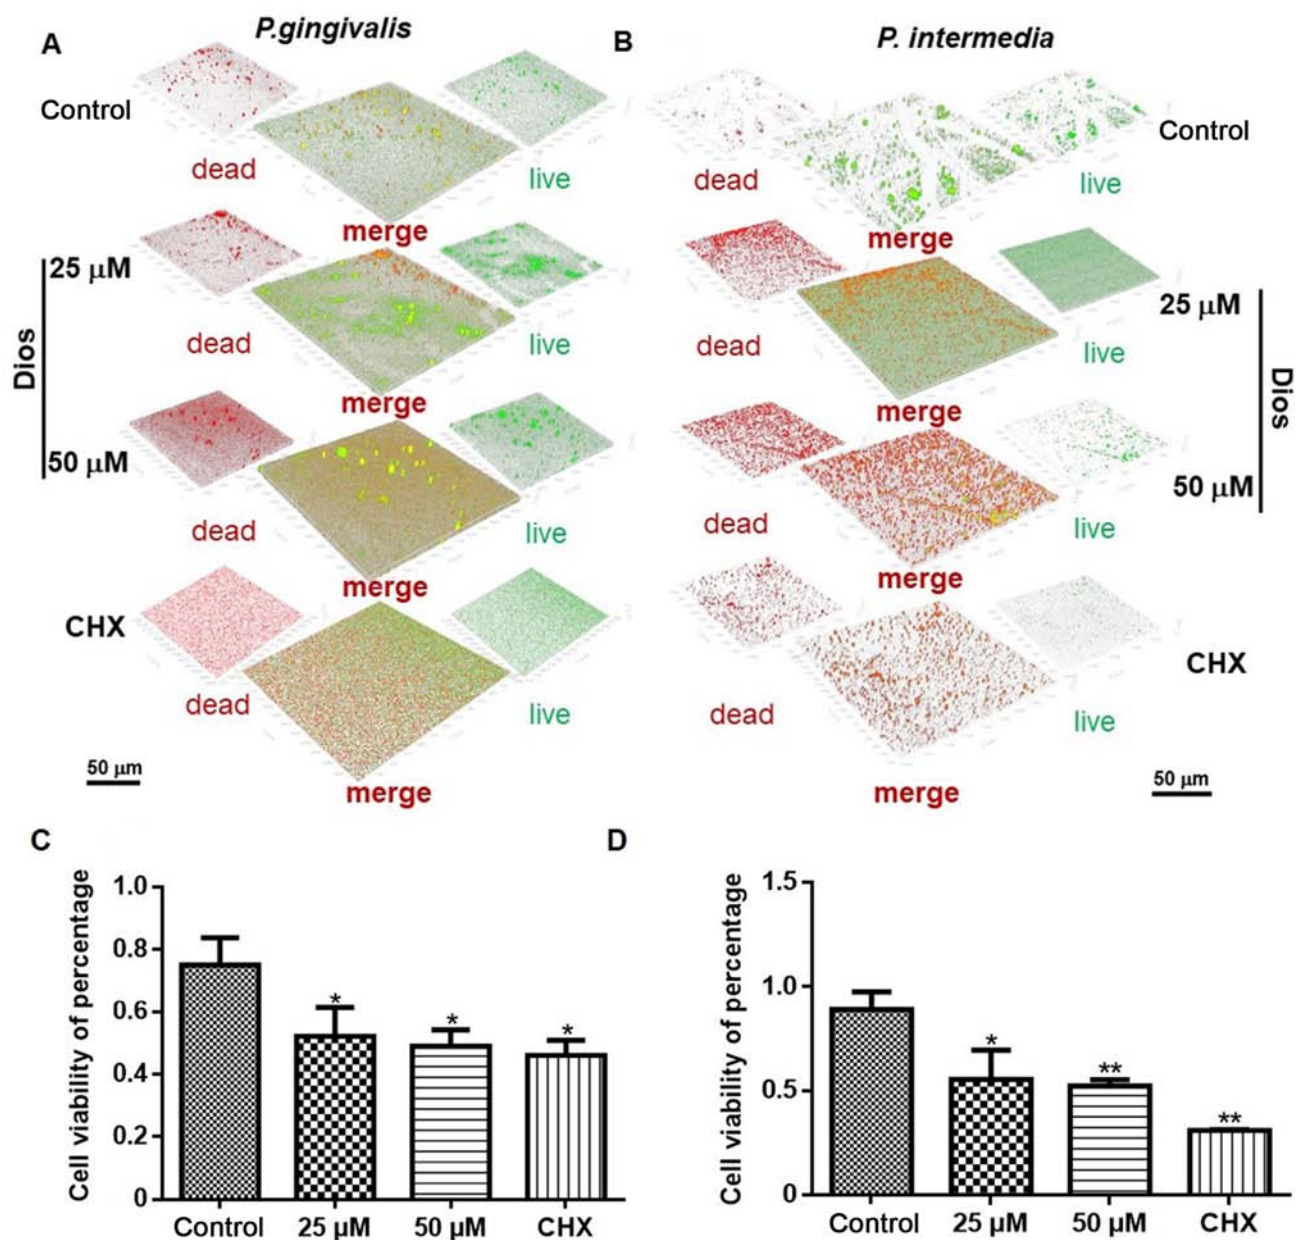 A
P.gingivalis
Control
dead
live
merge
25 μM
dead
live
merge
Dios
50 μM
dead
live
merge
CHX
dead
live
merge
50 μm
B
P. intermedia
Control
dead
live
merge
25 μM
dead
live
merge
Dios
50 μM
dead
live
merge
CHX
dead
live
merge
50 μm
C
Cell viability of percentage
1.0
0.8
0.6
0.4
0.2
0
*
*
*
Control
25 μM
50 μM
CHX
D
Cell viability of percentage
1.5
1.0
0.5
0
*
**
**
Control
25 μM
50 μM
CHX